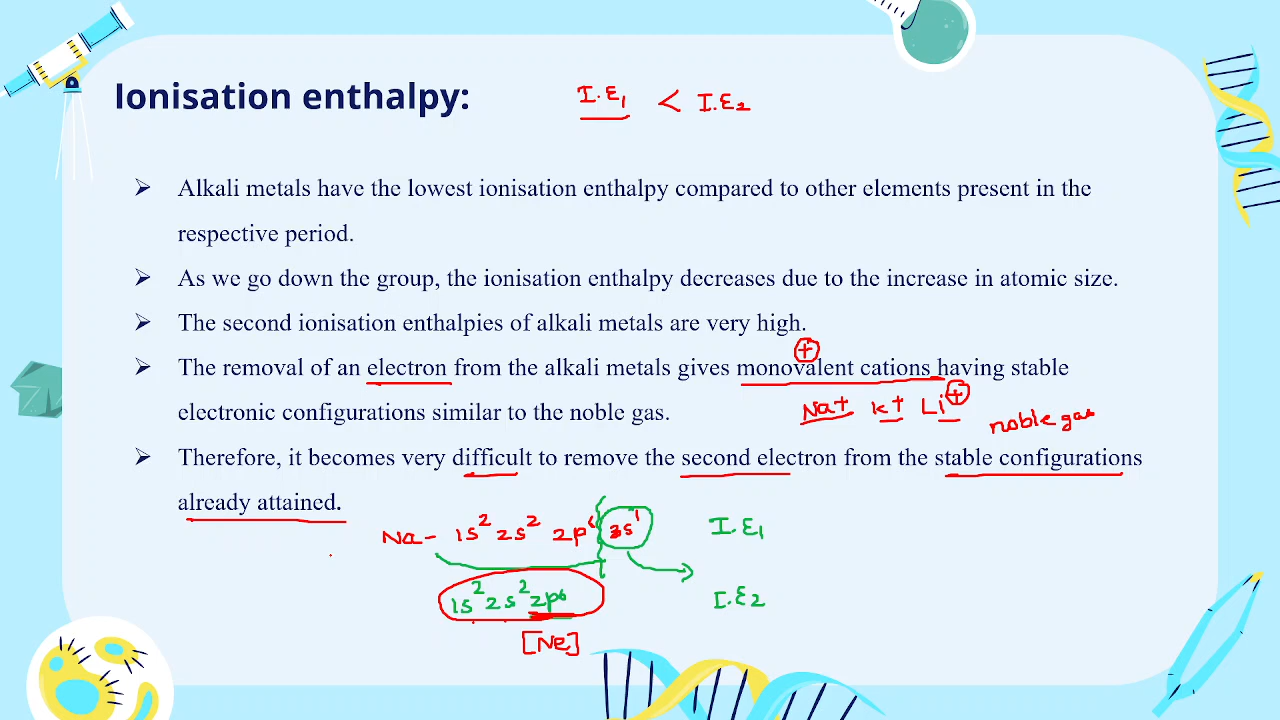 Ionisation enthalpy:
I.E₁ < I.E₂
➢ Alkali metals have the lowest ionisation enthalpy compared to other elements present in the
respective period.
➢ As we go down the group, the ionisation enthalpy decreases due to the increase in atomic size.
➢ The second ionisation enthalpies of alkali metals are very high.
+
➢ The removal of an electron from the alkali metals gives monovalent cations having stable
electronic configurations similar to the noble gas.
Na+ K+ Li+ noble gas
➢ Therefore, it becomes very difficult to remove the second electron from the stable configurations
already attained.
Na - 1s² 2s² 2p⁶ 3s¹ I.E₁
1s² 2s² 2p⁶ I.E₂
[Ne]